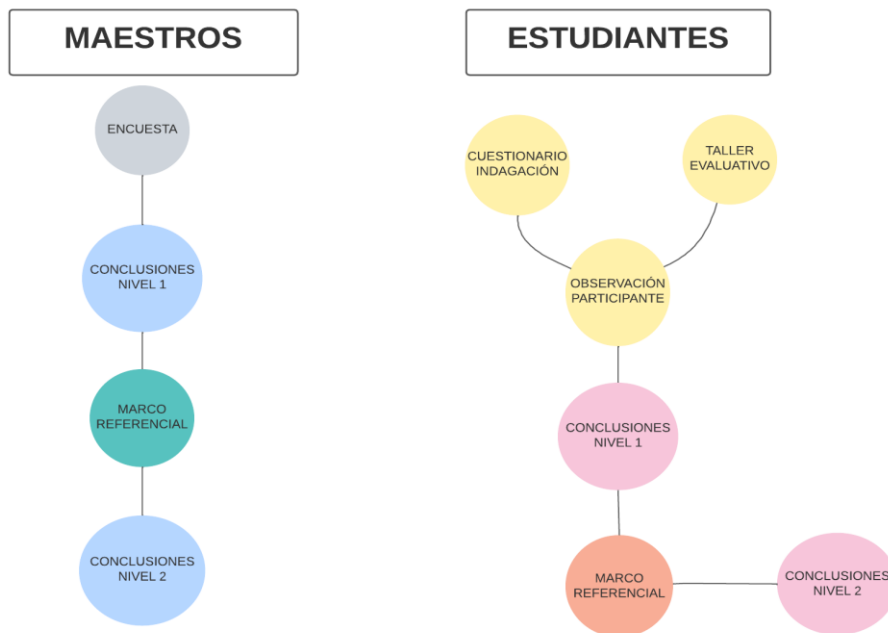 MAESTROS
ENCUESTA
CONCLUSIONES
NIVEL 1
MARCO
REFERENCIAL
CONCLUSIONES
NIVEL 2
ESTUDIANTES
CUESTIONARIO
INDAGACIÓN
TALLER
EVALUATIVO
OBSERVACIÓN
PARTICIPANTE
CONCLUSIONES
NIVEL 1
MARCO
REFERENCIAL
CONCLUSIONES
NIVEL 2